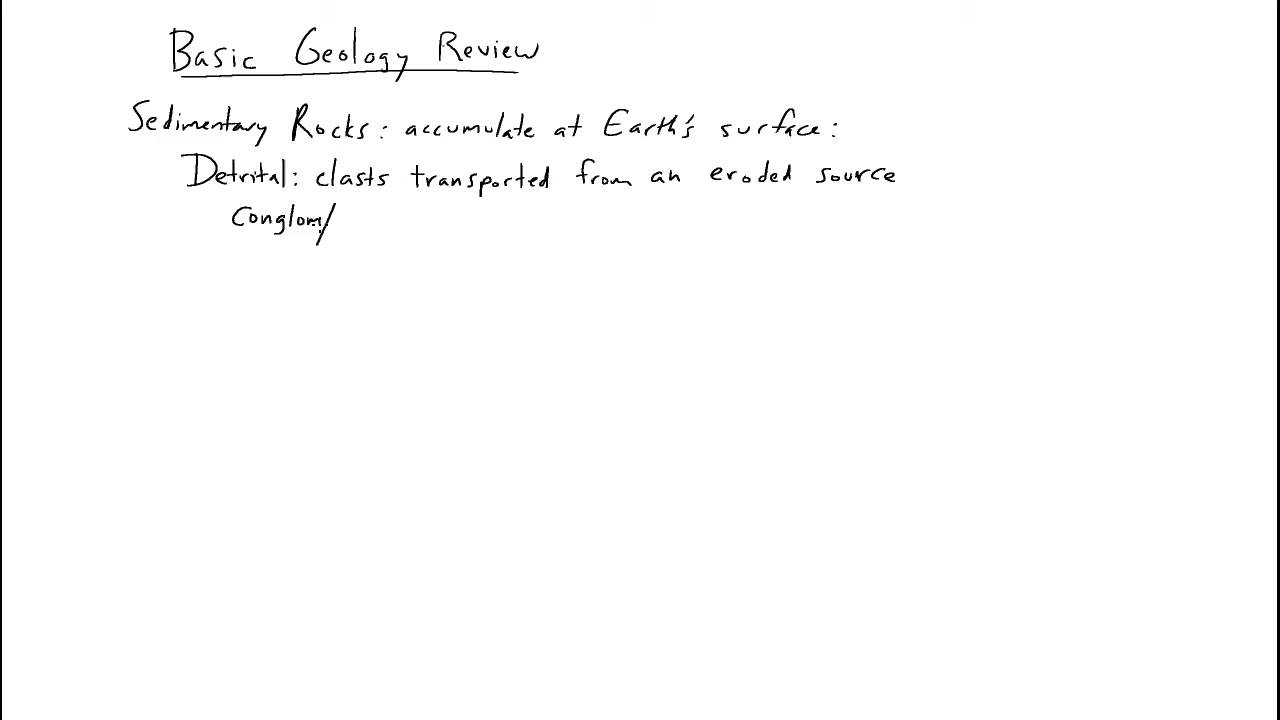 Basic Geology Review
Sedimentary Rocks: accumulate at Earth's surface:
Detrital: clasts transported from an eroded source
Conglom/